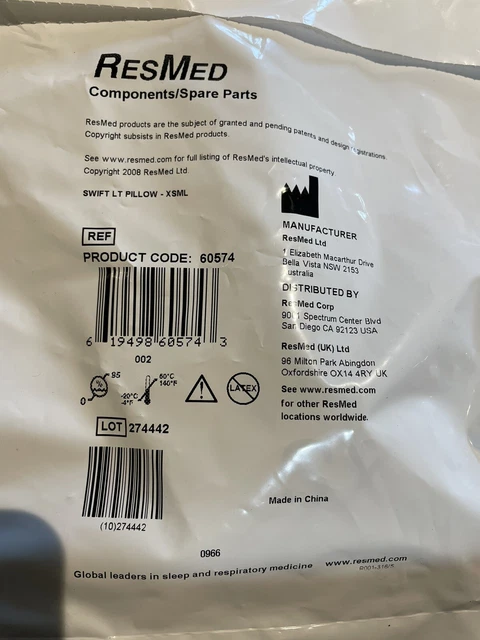 RESMED
Components/Spare Parts
ResMed products are the subject of granted and pending patents and design registrations.
Copyright subsists in ResMed products.
See www.resmed.com for full listing of ResMed's intellectual property.
Copyright 2008 ResMed Ltd
SWIFT LT PILLOW - XSML
REF
PRODUCT CODE: 60574
6 19498 60574 3
002
95
%
0
60°C
140°F
-20°C
-4°F
LATEX
LOT 274442
(10)274442
MANUFACTURER
ResMed Ltd
1 Elizabeth Macarthur Drive
Bella Vista NSW 2153
Australia
DISTRIBUTED BY
ResMed Corp
9001 Spectrum Center Blvd
San Diego CA 92123 USA
ResMed (UK) Ltd
96 Milton Park Abingdon
Oxfordshire OX14 4RY UK
See www.resmed.com
for other ResMed
locations worldwide.
Made in China
0966
Global leaders in sleep and respiratory medicine www.resmed.com